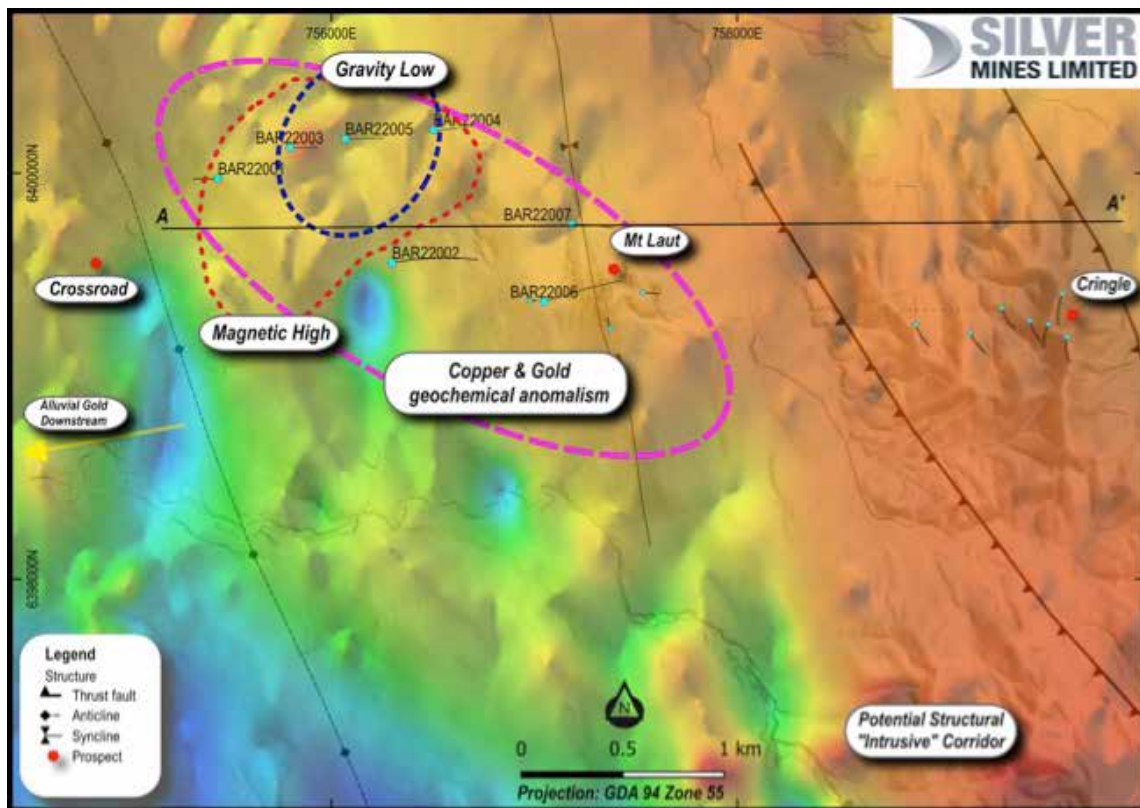 756000E
758000E
SILVER
MINES LIMITED
Gravity Low
BAR22004
BAR22003
BAR22005
6400000N
BAR22001
A
A'
BAR22007
Mt Laut
BAR22002
Crossroad
BAR22006
Cringle
Magnetic High
Copper & Gold
geochemical anomalism
Alluvial Gold
Downstream
6398000N
Legend
Structure
Thrust fault
Anticline
Syncline
Prospect
N
0 0.5 1 km
Projection: GDA 94 Zone 55
Potential Structural
"Intrusive" Corridor